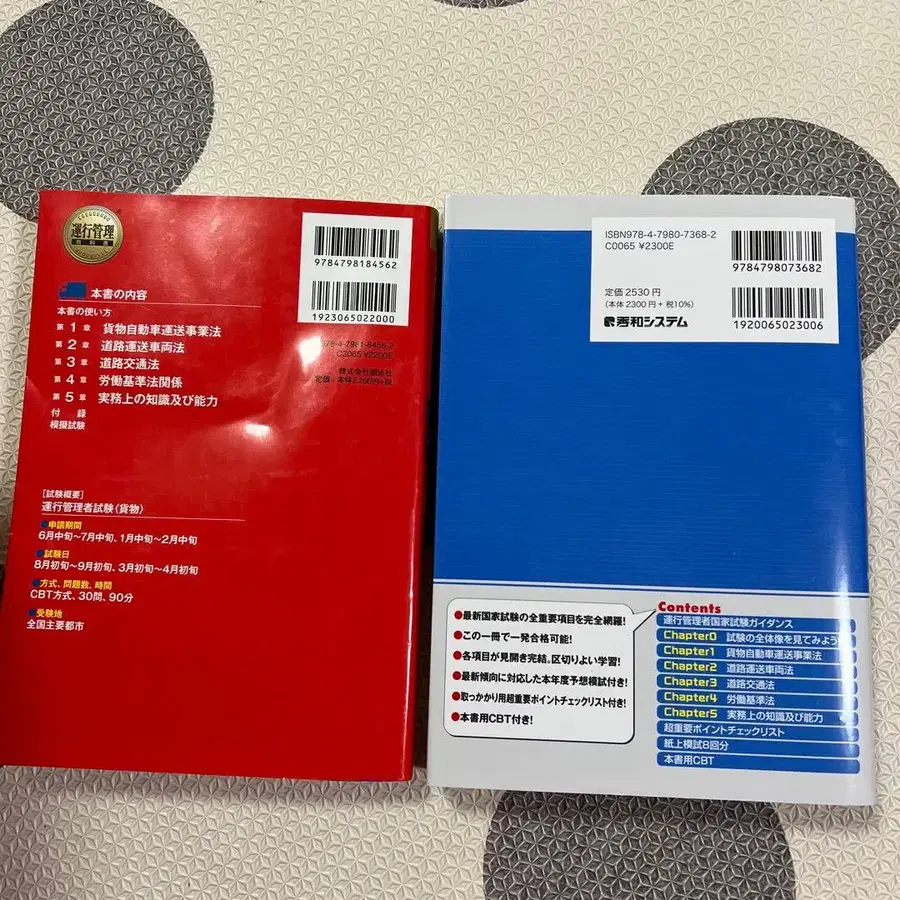 運行管理
教科書
9784798184562
1923065022000
978-4-7981-8456-2
C2065 ¥2200E
株式会社翔泳社
定価:本体2,200円+税
本書の内容
本書の使い方
第1章 貨物自動車運送事業法
第2章 道路運送車両法
第3章 道路交通法
第4章 労働基準法関係
第5章 実務上の知識及び能力
付録
模擬試験
[試験概要]
運行管理者試験〈貨物〉
●申請期間
6月中旬～7月中旬、1月中旬～2月中旬
●試験日
8月初旬～9月初旬、3月初旬～4月初旬
●方式、問題数、時間
CBT方式、30問、90分
●受験地
全国主要都市
ISBN978-4-7980-7368-2
C0065 ¥2300E
定価 2530 円
(本体 2300 円 + 税10%)
秀和システム
9784798073682
1920065023006
●最新国家試験の全重要項目を完全網羅!
●この一冊で一発合格可能!
●各項目が見開き完結。区切りよい学習!
●最新傾向に対応した本年度予想模試付き!
●取っかかり用超重要ポイントチェックリスト付き!
●本書用CBT付き!
Contents
運行管理者国家試験ガイダンス
Chapter0 試験の全体像を見てみよう
Chapter1 貨物自動車運送事業法
Chapter2 道路運送車両法
Chapter3 道路交通法
Chapter4 労働基準法
Chapter5 実務上の知識及び能力
超重要ポイントチェックリスト
紙上模試8回分
本書用CBT